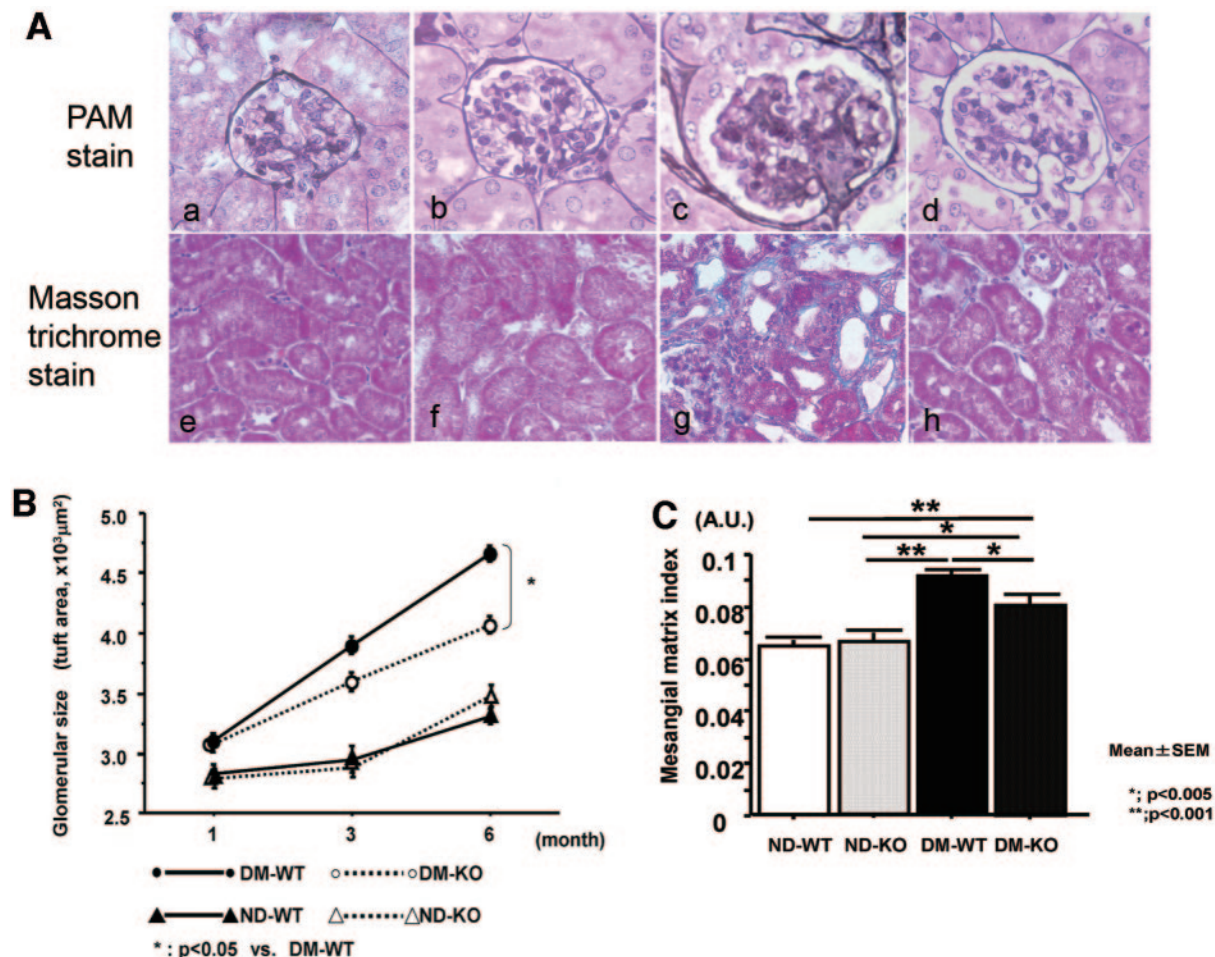 A
PAM
stain
a
b
c
d
Masson
trichrome
stain
e
f
g
h
B
Glomerular size (tuft area, x10³μm²)
5.0
4.5
4.0
3.5
3.0
2.5
*
1
3
6
(month)
DM-WT
DM-KO
ND-WT
ND-KO
* : p<0.05 vs. DM-WT
C
(A.U.)
**
*
**
*
Mesangial matrix index
0.1
0.08
0.06
0.04
0.02
0
ND-WT
ND-KO
DM-WT
DM-KO
Mean±SEM
*; p<0.005
**;p<0.001